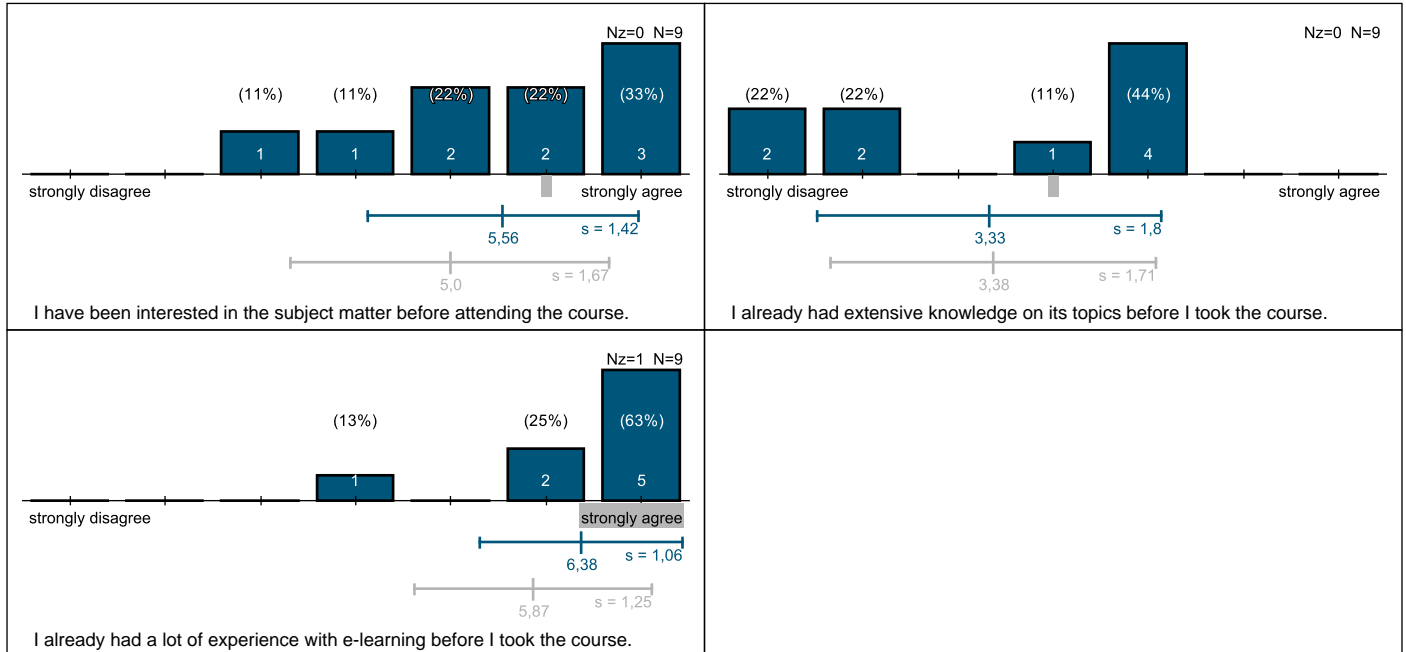 Nz=0 N=9
(11%) (11%) (22%) (22%) (33%)
1 1 2 2 3
strongly disagree strongly agree
5,56 s = 1,42
5,0 s = 1,67
I have been interested in the subject matter before attending the course.
Nz=0 N=9
(22%) (22%) (11%) (44%)
2 2 1 4
strongly disagree strongly agree
3,33 s = 1,8
3,38 s = 1,71
I already had extensive knowledge on its topics before I took the course.
Nz=1 N=9
(13%) (25%) (63%)
1 2 5
strongly disagree strongly agree
6,38 s = 1,06
5,87 s = 1,25
I already had a lot of experience with e-learning before I took the course.